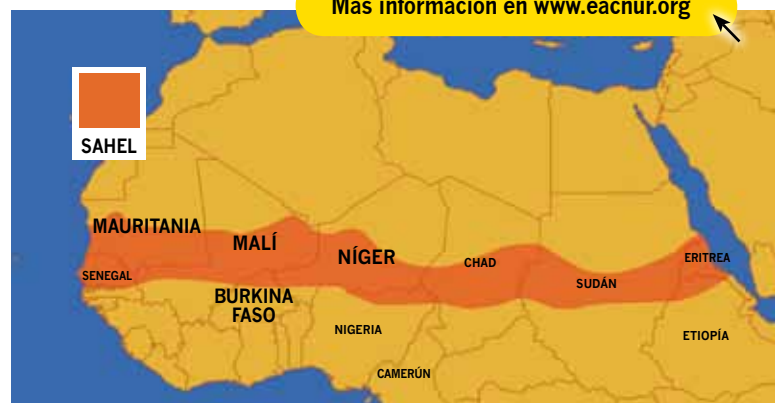 Más información en www.eacnur.org
SAHEL
MAURITANIA
MALÍ
NÍGER
CHAD
ERITREA
SENEGAL
SUDÁN
BURKINA
FASO
NIGERIA
ETIOPÍA
CAMERÚN